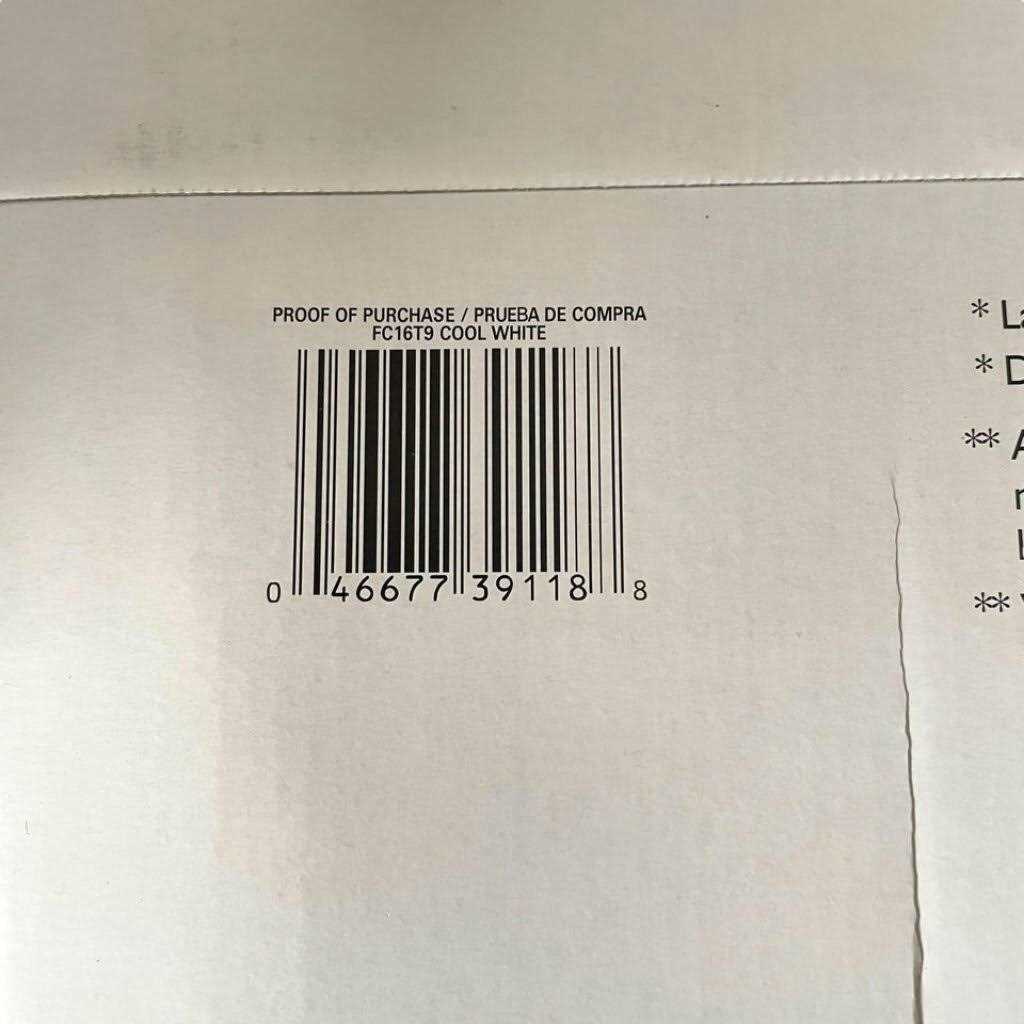 PROOF OF PURCHASE / PRUEBA DE COMPRA
FC16T9 COOL WHITE
0 46677 39118 8
*
*
**
**